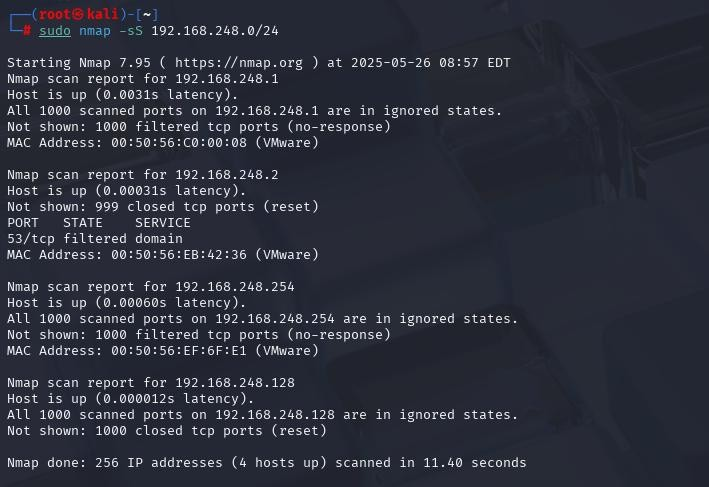 ┌──(root㉿kali)-[~]
└─# sudo nmap -sS 192.168.248.0/24
Starting Nmap 7.95 ( https://nmap.org ) at 2025-05-26 08:57 EDT
Nmap scan report for 192.168.248.1
Host is up (0.0031s latency).
All 1000 scanned ports on 192.168.248.1 are in ignored states.
Not shown: 1000 filtered tcp ports (no-response)
MAC Address: 00:50:56:C0:00:08 (VMware)
Nmap scan report for 192.168.248.2
Host is up (0.00031s latency).
Not shown: 999 closed tcp ports (reset)
PORT   STATE    SERVICE
53/tcp filtered domain
MAC Address: 00:50:56:EB:42:36 (VMware)
Nmap scan report for 192.168.248.254
Host is up (0.00060s latency).
All 1000 scanned ports on 192.168.248.254 are in ignored states.
Not shown: 1000 filtered tcp ports (no-response)
MAC Address: 00:50:56:EF:6F:E1 (VMware)
Nmap scan report for 192.168.248.128
Host is up (0.000012s latency).
All 1000 scanned ports on 192.168.248.128 are in ignored states.
Not shown: 1000 closed tcp ports (reset)
Nmap done: 256 IP addresses (4 hosts up) scanned in 11.40 seconds